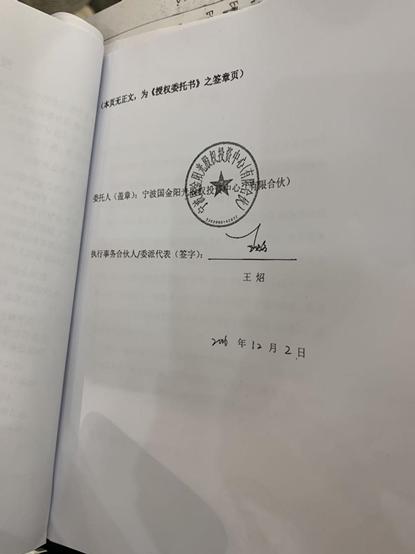 (本页无正文,为《授权委托书》之签章页)
委托人(盖章):宁波国金阳光股权投资中心(有限合伙)
执行事务合伙人/委派代表(签字):
王炤
年 12 月 2 日